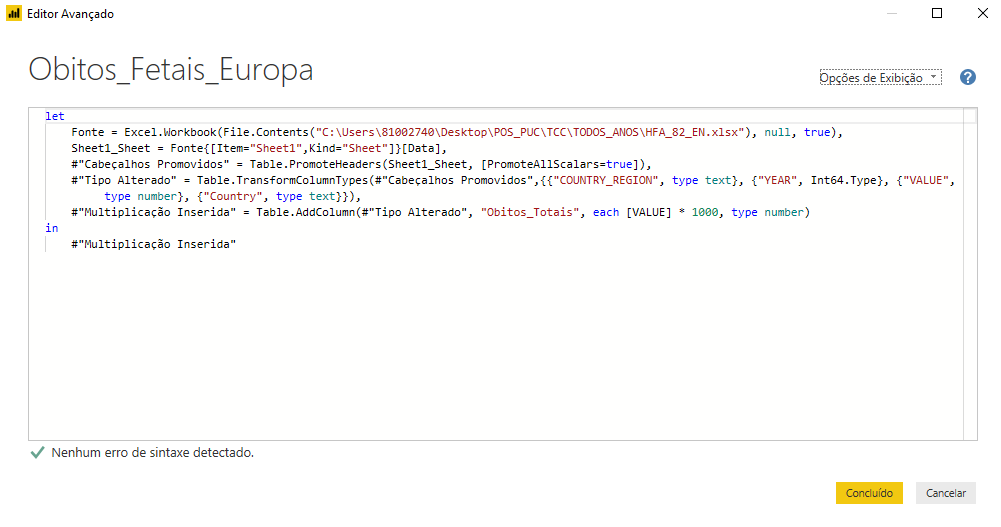 Editor Avançado
Obitos_Fetais_Europa
Opções de Exibição
?
let
Fonte = Excel.Workbook(File.Contents("C:\Users\81002740\Desktop\POS_PUC\TCC\TODOS_ANOS\HFA_82_EN.xlsx"), null, true),
Sheet1_Sheet = Fonte{[Item="Sheet1",Kind="Sheet"]}[Data],
#"Cabeçalhos Promovidos" = Table.PromoteHeaders(Sheet1_Sheet, [PromoteAllScalars=true]),
#"Tipo Alterado" = Table.TransformColumnTypes(#"Cabeçalhos Promovidos",{{"COUNTRY_REGION", type text}, {"YEAR", Int64.Type}, {"VALUE",
type number}, {"Country", type text}}),
#"Multiplicação Inserida" = Table.AddColumn(#"Tipo Alterado", "Obitos_Totais", each [VALUE] * 1000, type number)
in
#"Multiplicação Inserida"
Nenhum erro de sintaxe detectado.
Concluído
Cancelar